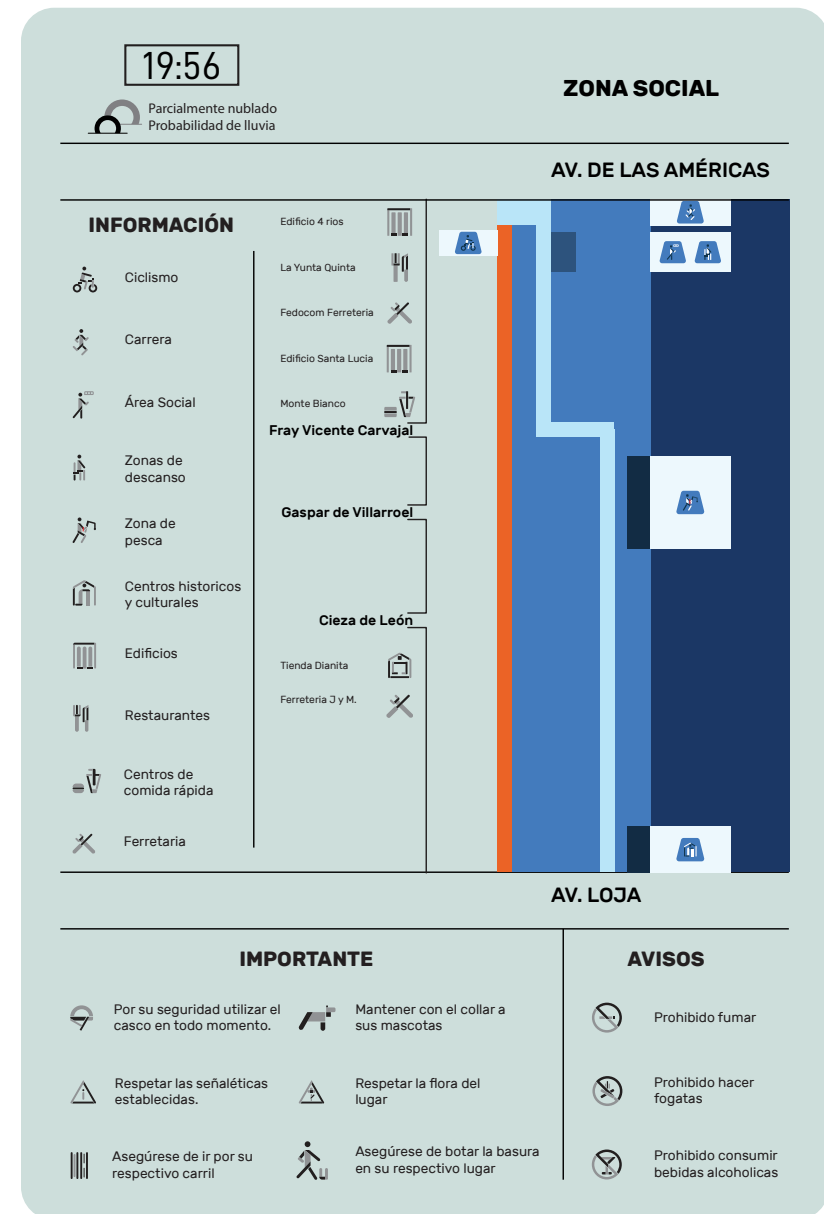 19:56
Parcialmente nublado
Probabilidad de lluvia
ZONA SOCIAL
AV. DE LAS AMÉRICAS
INFORMACIÓN
Ciclismo
Carrera
Área Social
Zonas de
descanso
Zona de
pesca
Centros historicos
y culturales
Edificios
Restaurantes
Centros de
comida rápida
Ferretaria
Edificio 4 rios
La Yunta Quinta
Fedocom Ferreteria
Edificio Santa Lucia
Monte Bianco
Fray Vicente Carvajal
Gaspar de Villarroel
Cieza de León
Tienda Dianita
Ferreteria J y M.
AV. LOJA
IMPORTANTE
Por su seguridad utilizar el
casco en todo momento.
Respetar las señaléticas
establecidas.
Asegúrese de ir por su
respectivo carril
Mantener con el collar a
sus mascotas
Respetar la flora del
lugar
Asegúrese de botar la basura
en su respectivo lugar
AVISOS
Prohibido fumar
Prohibido hacer
fogatas
Prohibido consumir
bebidas alcoholicas